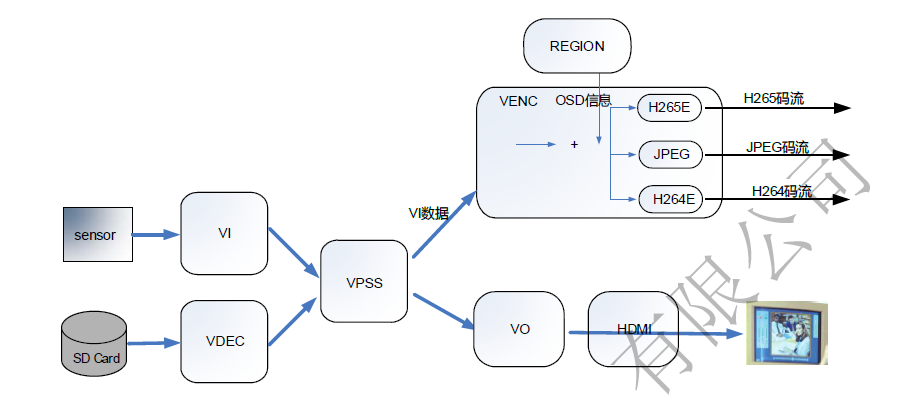 REGION
VENC
OSD信息
+
H265E
H265码流
JPEG
JPEG码流
H264E
H264码流
VI数据
sensor
VI
VPSS
SD Card
VDEC
VO
HDMI
有限公司